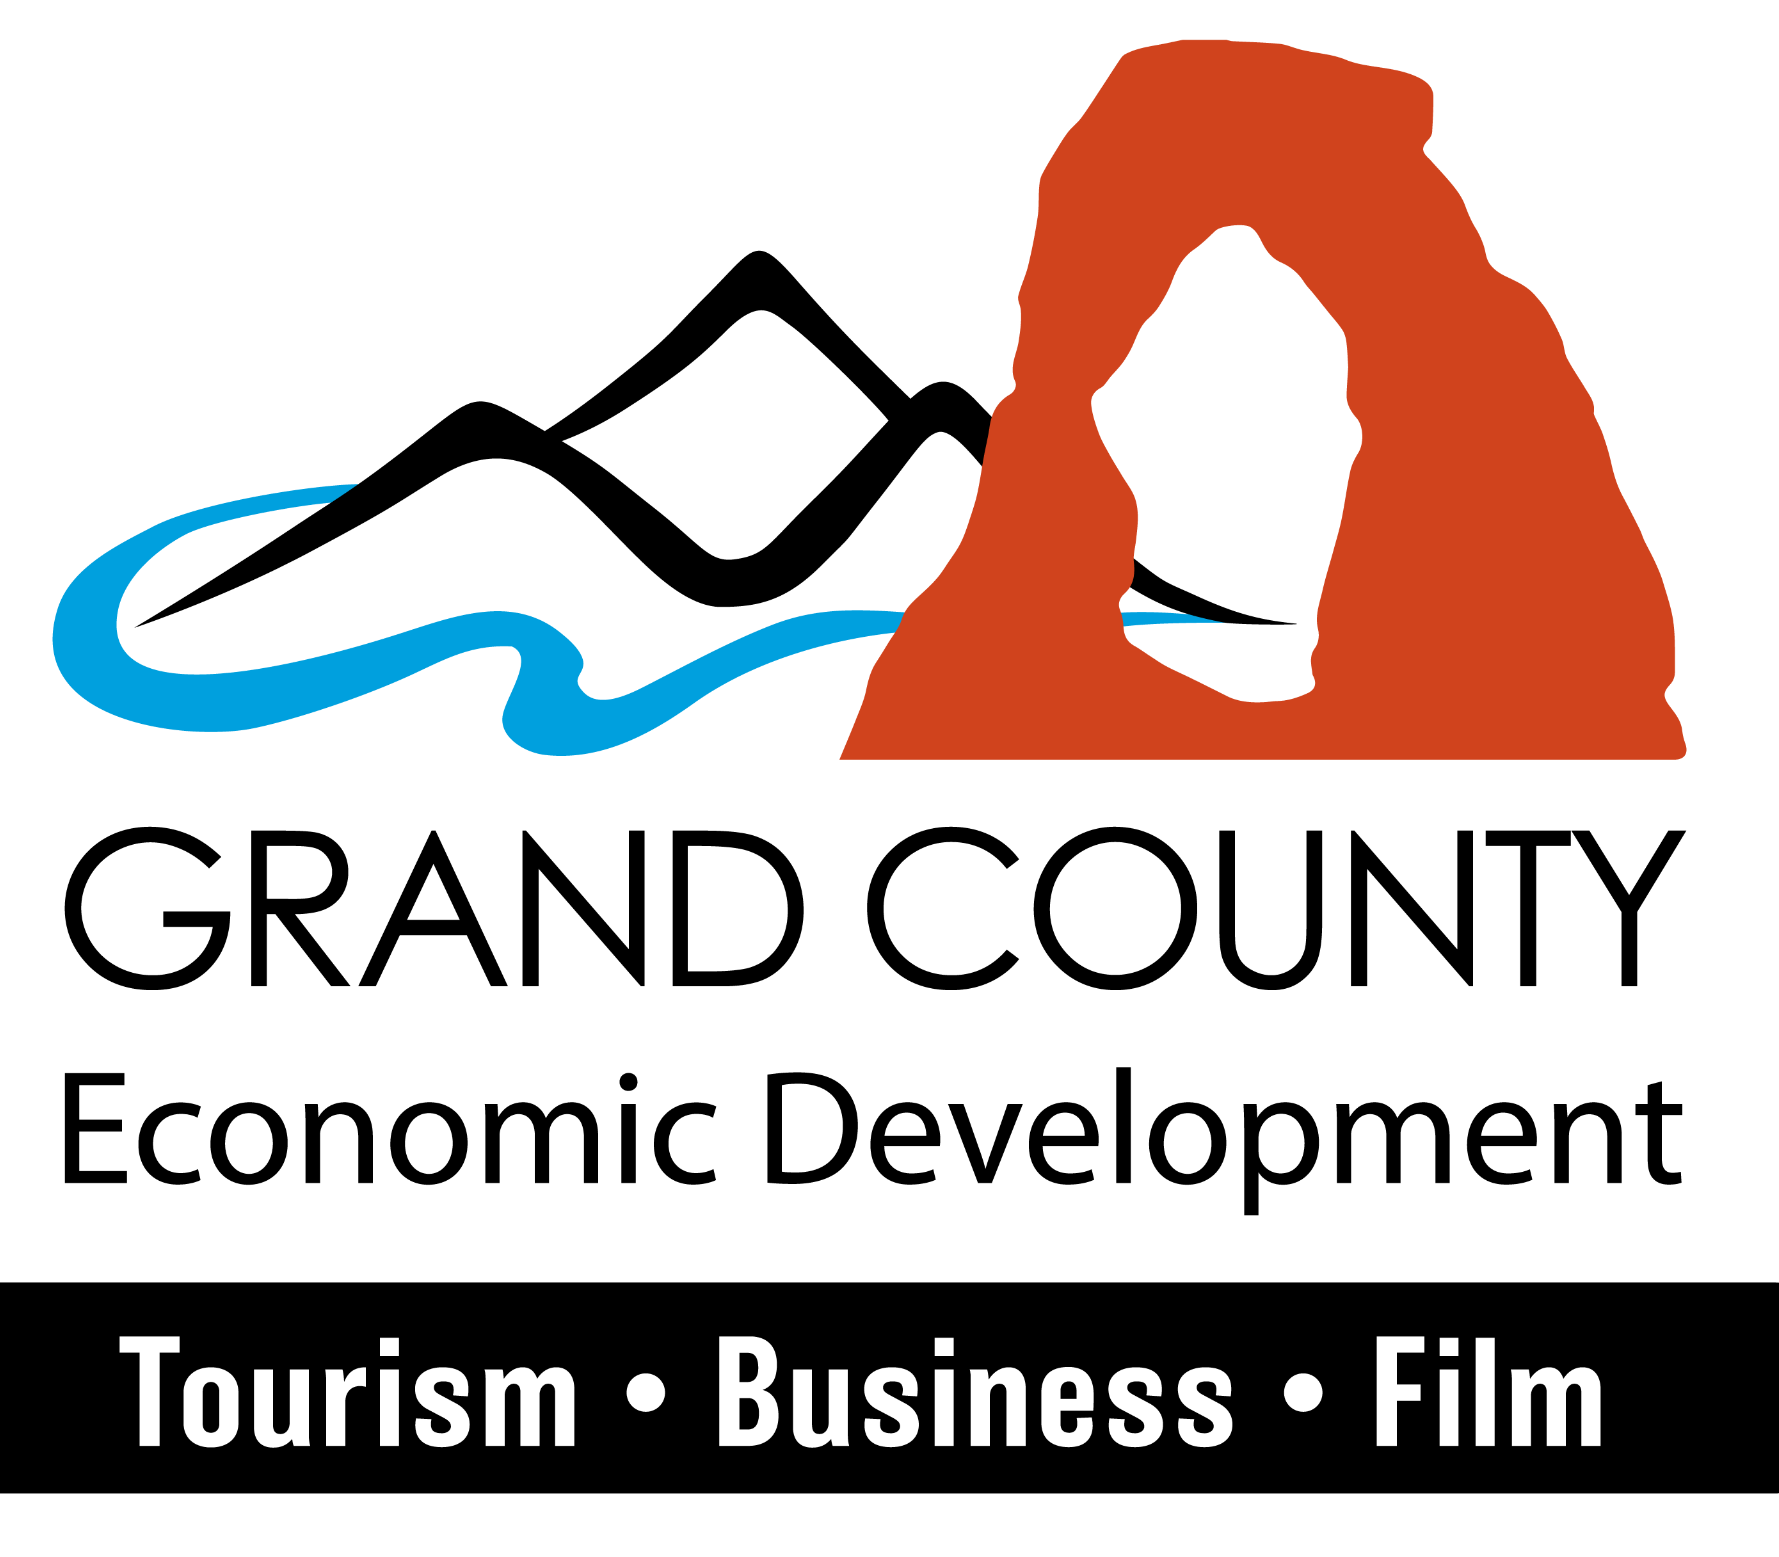 GRAND COUNTY
Economic Development
Tourism • Business • Film